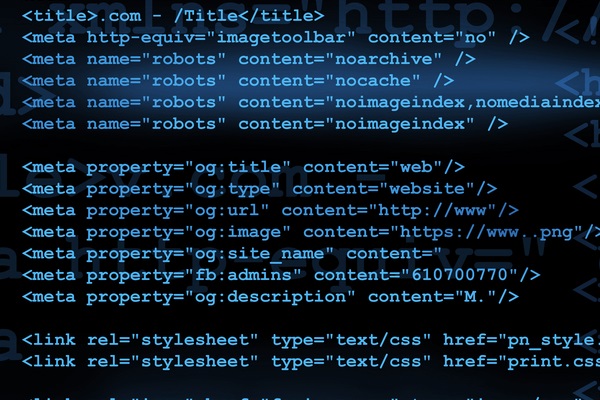 <title>.com - /Title</title>
<meta http-equiv="imagetoolbar" content="no" />
<meta name="robots" content="noarchive" />
<meta name="robots" content="nocache" />
<meta name="robots" content="noimageindex,nomediaindex
<meta name="robots" content="noimageindex" />
<meta property="og:title" content="web"/>
<meta property="og:type" content="website"/>
<meta property="og:url" content="http://www"/>
<meta property="og:image" content="https://www..png"/>
<meta property="og:site_name" content="
<meta property="fb:admins" content="610700770"/>
<meta property="og:description" content="M."/>
<link rel="stylesheet" type="text/css" href="pn_style.
<link rel="stylesheet" type="text/css" href="print.css